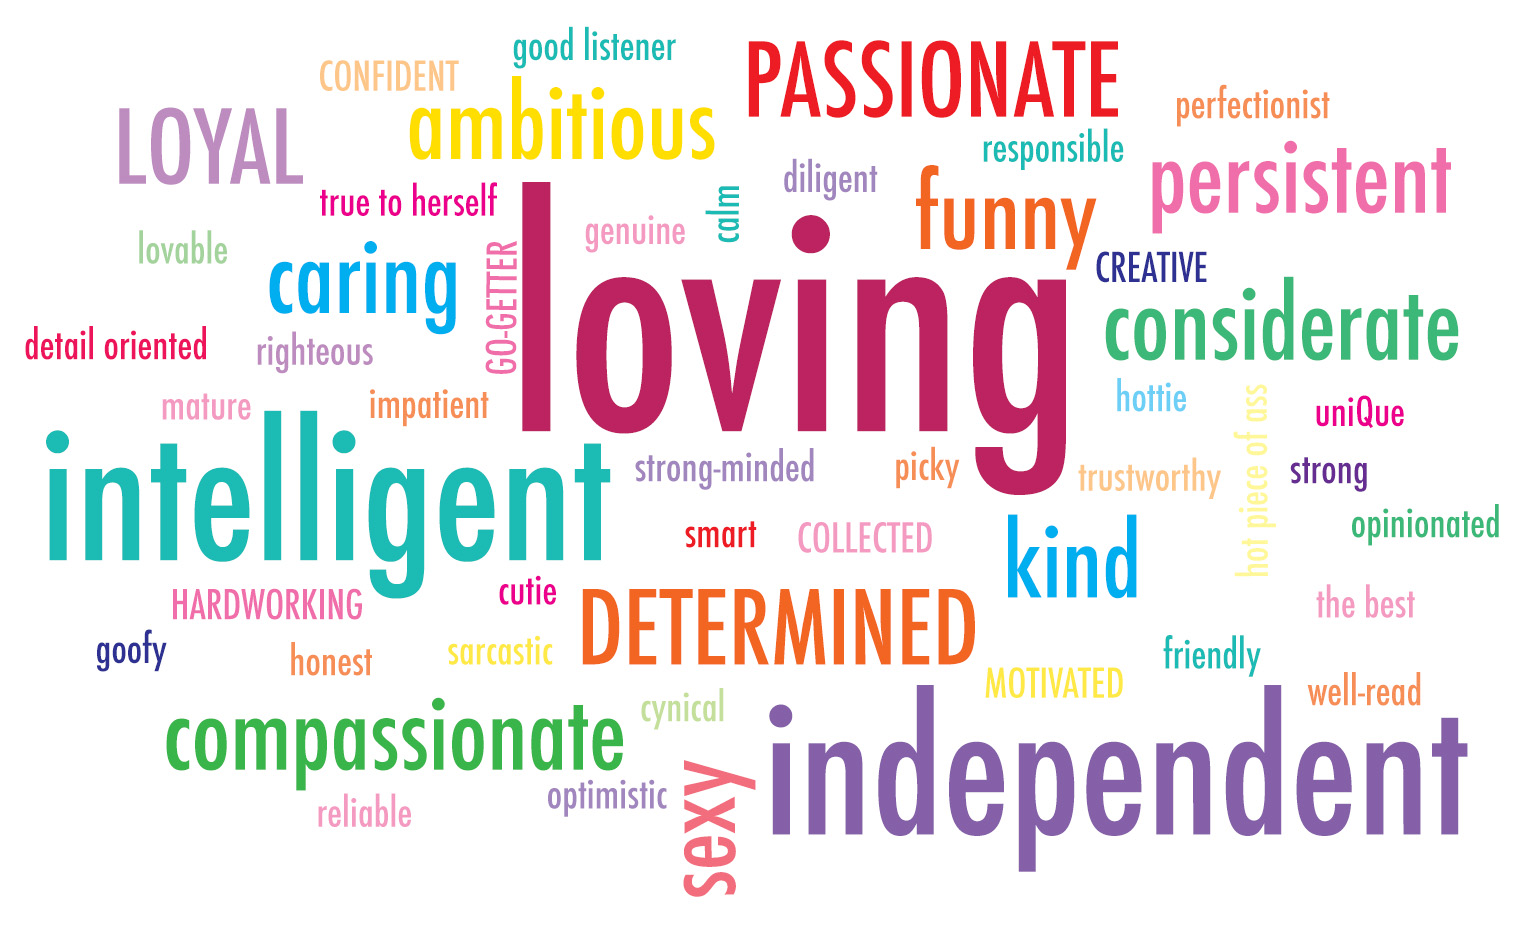 good listener
CONFIDENT
PASSIONATE
ambitious
LOYAL
perfectionist
responsible
persistent
diligent
true to herself
calm
funny
genuine
lovable
caring
GO-GETTER
loving
CREATIVE
considerate
detail oriented
righteous
mature
impatient
hottie
hot piece of ass
uniQue
intelligent
strong-minded
picky
trustworthy
strong
smart
COLLECTED
kind
opinionated
HARDWORKING
cutie
DETERMINED
the best
goofy
honest
sarcastic
friendly
MOTIVATED
well-read
compassionate
cynical
independent
sexy
optimistic
reliable